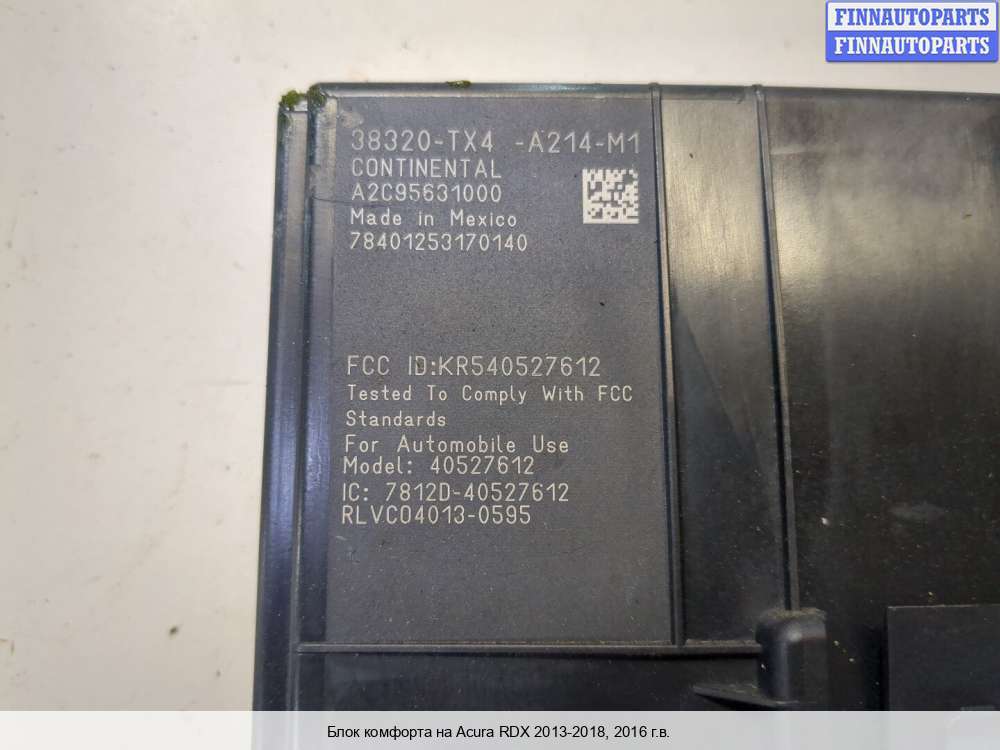 FINNAUTOPARTS
FINNAUTOPARTS
38320-TX4 -A214-M1
CONTINENTAL
A2C95631000
Made in Mexico
78401253170140
FCC ID:KR540527612
Tested To Comply With FCC
Standards
For Automobile Use
Model: 40527612
IC: 7812D-40527612
RLVCO4013-0595
Блок комфорта на Acura RDX 2013-2018, 2016 г.в.